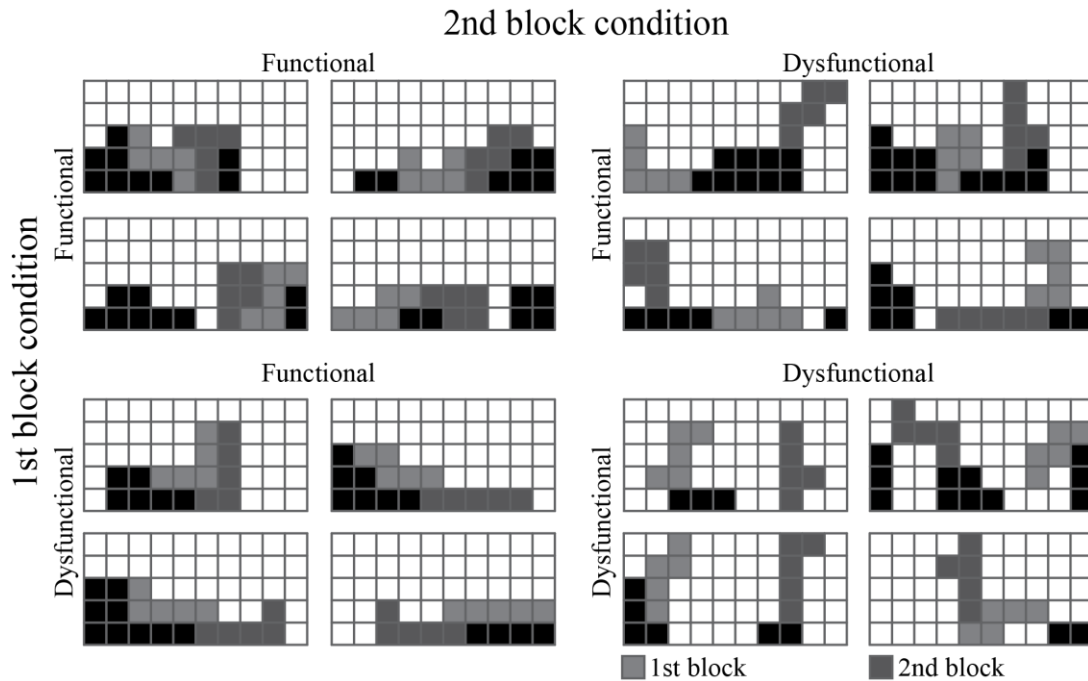 2nd block condition
Functional
Dysfunctional
1st block condition
Functional
Functional
Functional
Dysfunctional
Dysfunctional
Dysfunctional
1st block
2nd block